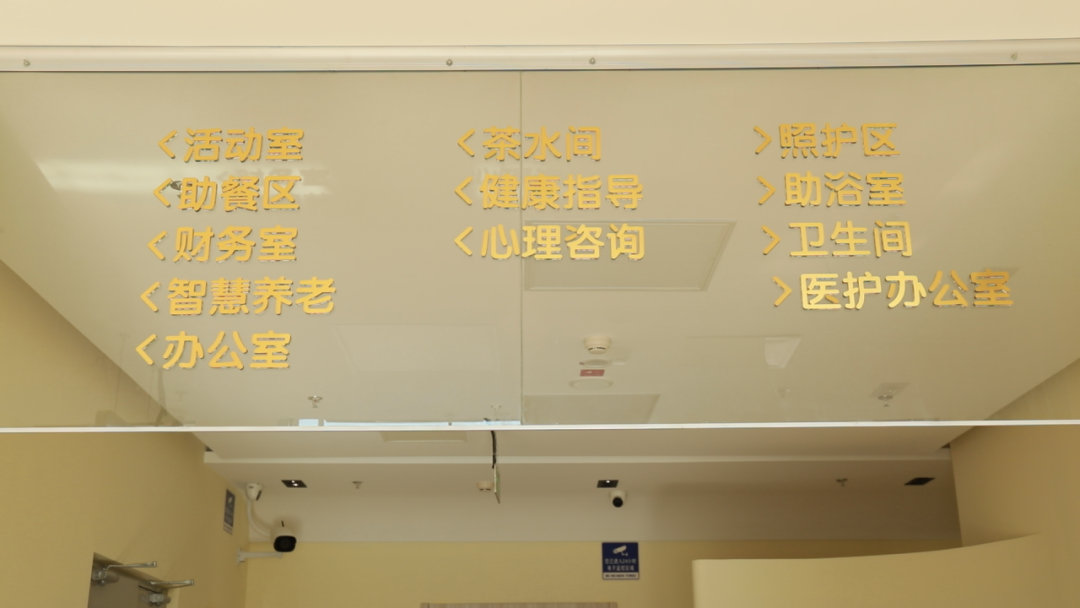 <活动室
<助餐区
<财务室
<智慧养老
<办公室
<茶水间
<健康指导
<心理咨询
>照护区
>助浴室
>卫生间
>医护办公室